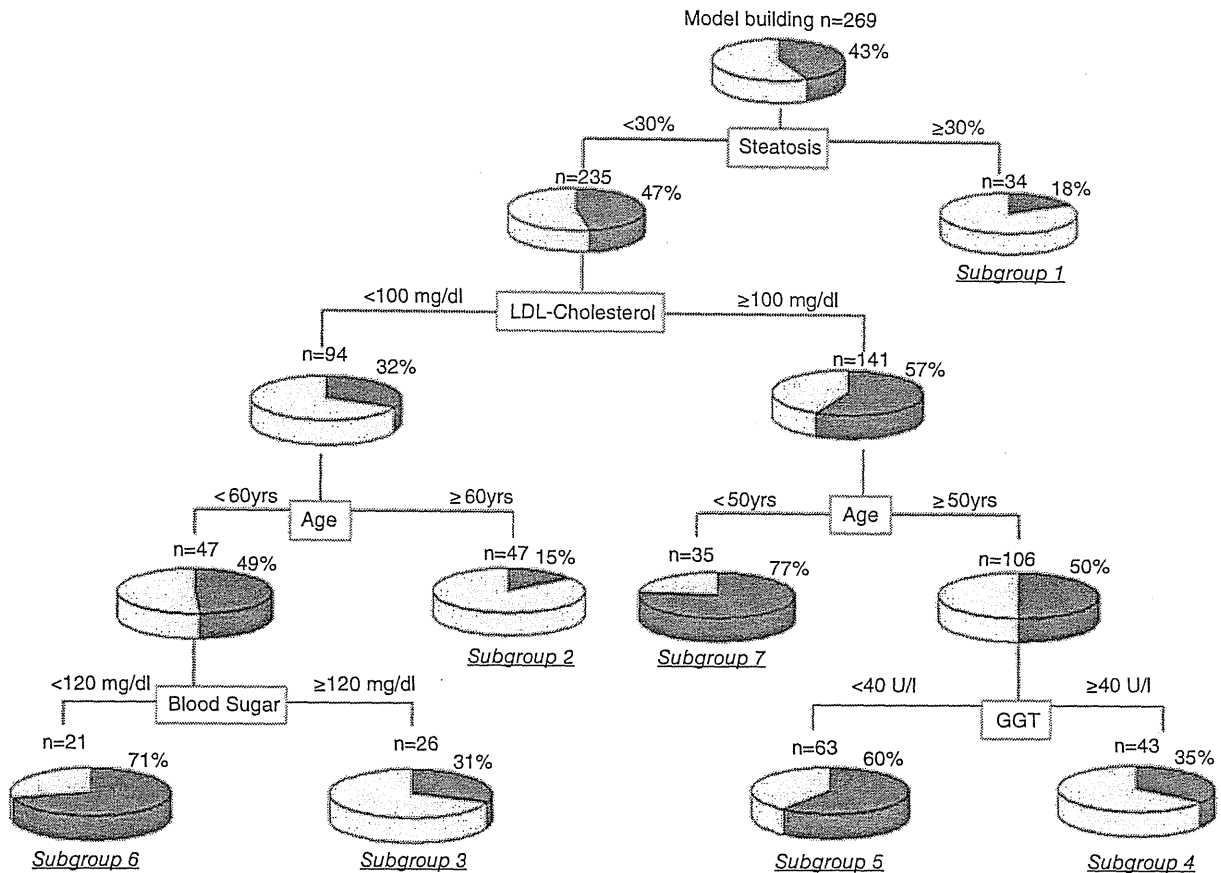 Model building n=269
43%
<30%
Steatosis
≥30%
n=235
47%
n=34
18%
Subgroup 1
<100 mg/dl
LDL-Cholesterol
≥100 mg/dl
n=94
32%
n=141
57%
<60yrs
Age
≥60yrs
<50yrs
Age
≥50yrs
n=47
49%
n=47
15%
Subgroup 2
n=35
77%
Subgroup 7
n=106
50%
<120 mg/dl
Blood Sugar
≥120 mg/dl
<40 U/l
GGT
≥40 U/l
n=21
71%
Subgroup 6
n=26
31%
Subgroup 3
n=63
60%
Subgroup 5
n=43
35%
Subgroup 4